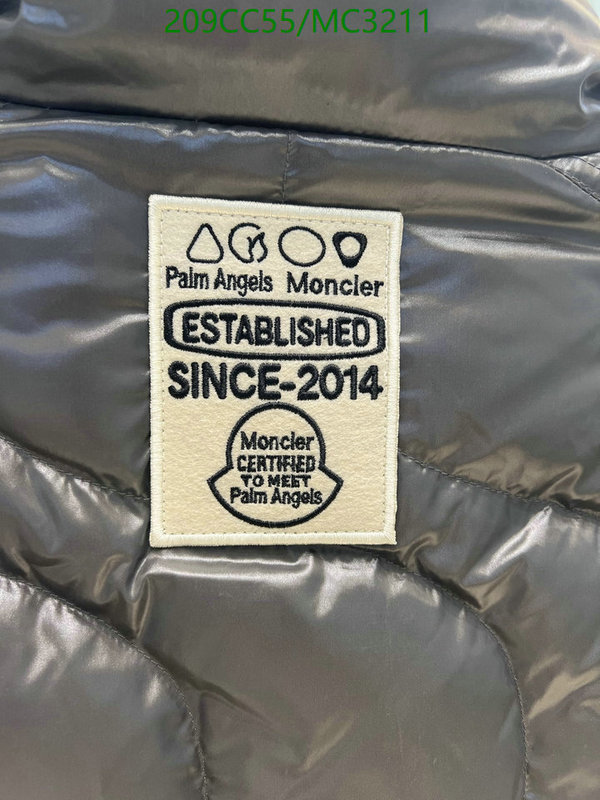 209CC55/MC3211
Palm Angels Moncler
ESTABLISHED
SINCE-2014
Moncler
CERTIFIED
TO MEET
Palm Angels